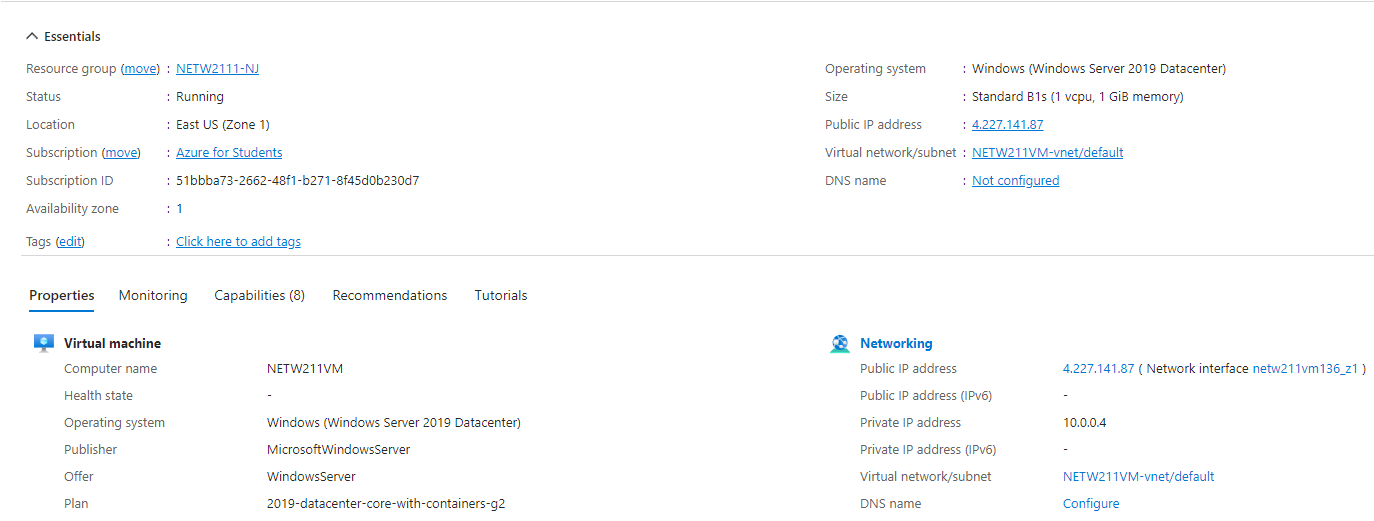 Essentials
Resource group (move) : NETW2111-NJ
Status : Running
Location : East US (Zone 1)
Subscription (move) : Azure for Students
Subscription ID : 51bbba73-2662-48f1-b271-8f45d0b230d7
Availability zone : 1
Tags (edit) : Click here to add tags
Operating system : Windows (Windows Server 2019 Datacenter)
Size : Standard B1s (1 vcpu, 1 GiB memory)
Public IP address : 4.227.141.87
Virtual network/subnet : NETW211VM-vnet/default
DNS name : Not configured
Properties Monitoring Capabilities (8) Recommendations Tutorials
Virtual machine
Computer name NETW211VM
Health state -
Operating system Windows (Windows Server 2019 Datacenter)
Publisher MicrosoftWindowsServer
Offer WindowsServer
Plan 2019-datacenter-core-with-containers-g2
Networking
Public IP address 4.227.141.87 ( Network interface netw211vm136_z1 )
Public IP address (IPv6) -
Private IP address 10.0.0.4
Private IP address (IPv6) -
Virtual network/subnet NETW211VM-vnet/default
DNS name Configure